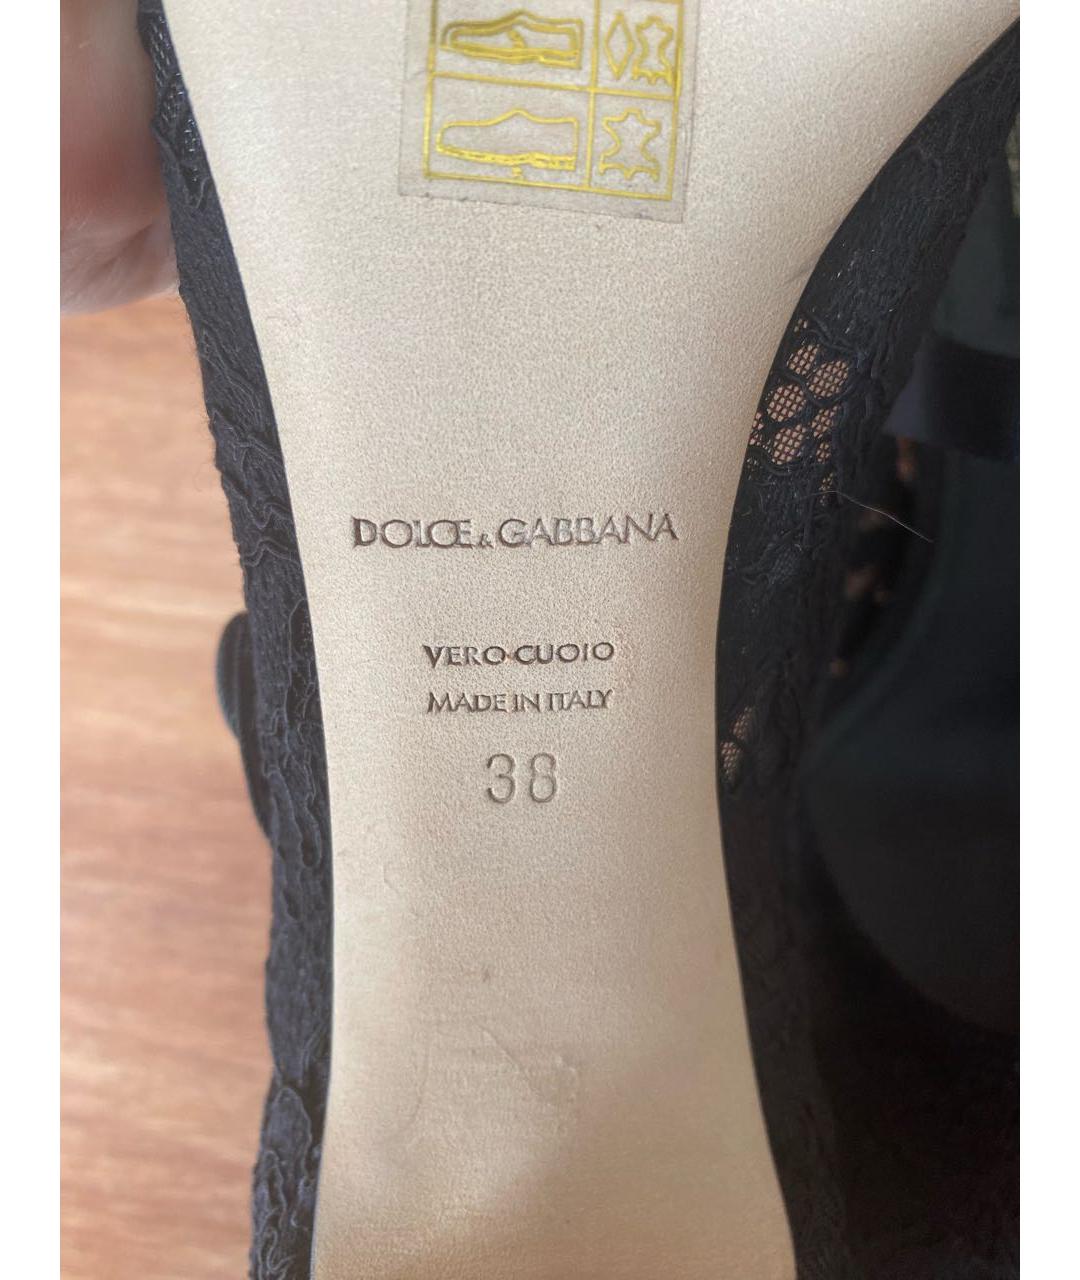 DOLCE & GABBANA
VERO CUOIO
MADE IN ITALY
38